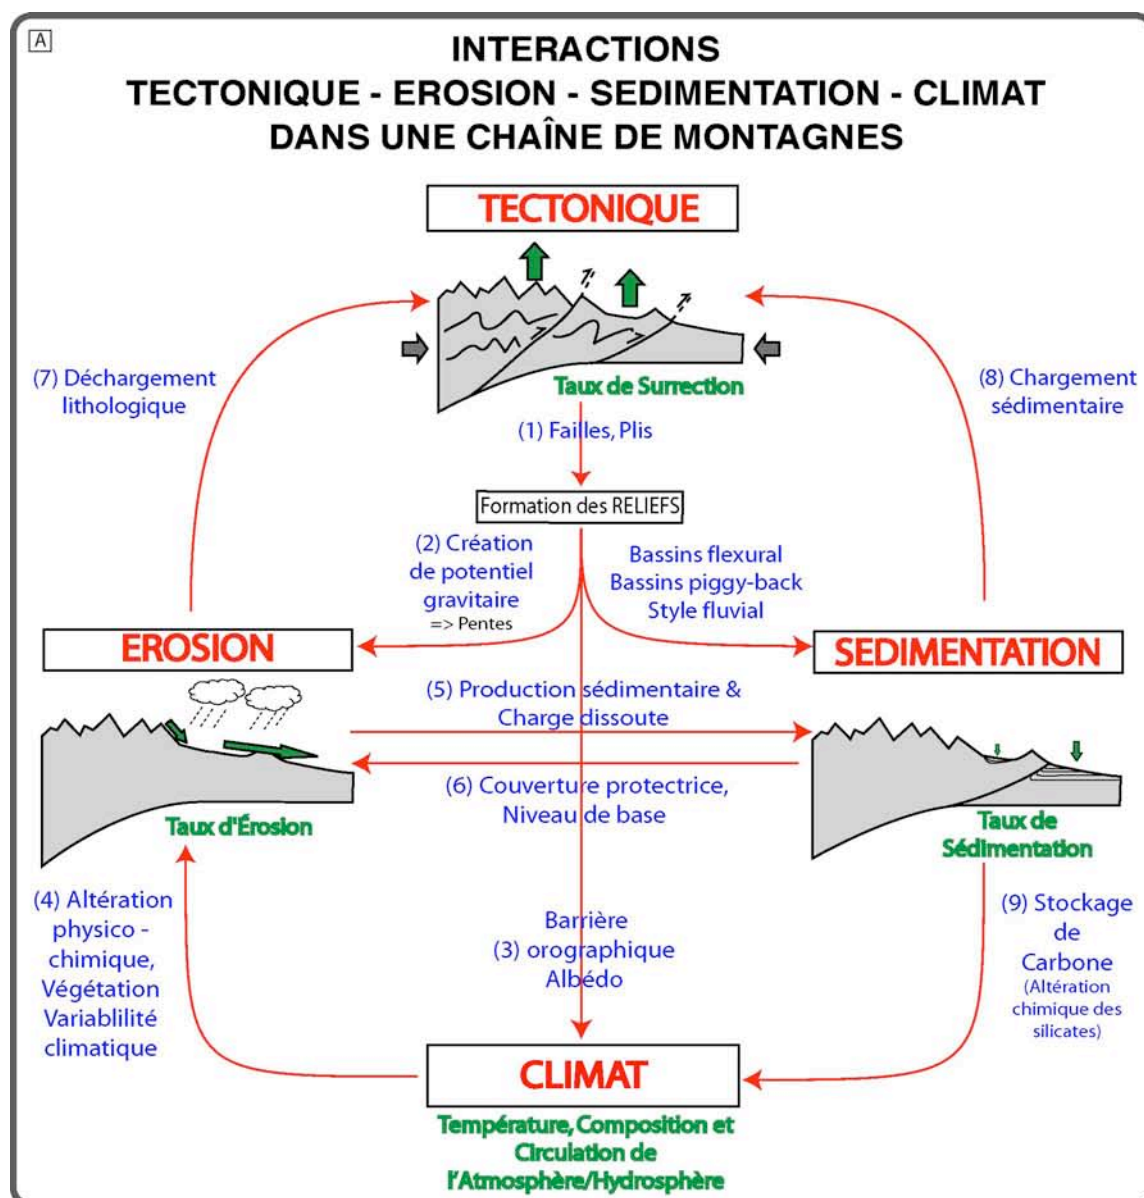 A
INTERACTIONS
TECTONIQUE - EROSION - SEDIMENTATION - CLIMAT
DANS UNE CHAÎNE DE MONTAGNES
TECTONIQUE
Taux de Surrection
(7) Déchargement
lithologique
(8) Chargement
sédimentaire
(1) Failles, Plis
Formation des RELIEFS
(2) Création
de potentiel
gravitaire
=> Pentes
Bassins flexural
Bassins piggy-back
Style fluvial
EROSION
SEDIMENTATION
(5) Production sédimentaire &
Charge dissoute
(6) Couverture protectrice,
Niveau de base
Taux d'Érosion
Taux de
Sédimentation
(4) Altération
physico -
chimique,
Végétation
Variablilité
climatique
Barrière
(3) orographique
Albédo
(9) Stockage
de
Carbone
(Altération
chimique des
silicates)
CLIMAT
Température, Composition et
Circulation de
l'Atmosphère/Hydrosphère